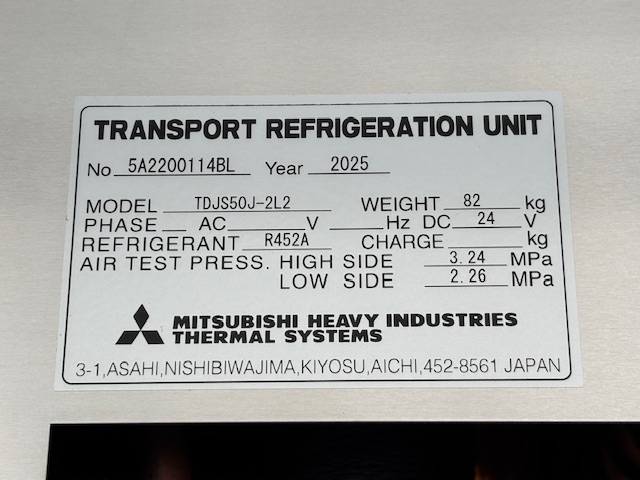 TRANSPORT REFRIGERATION UNIT
No 5A2200114BL Year 2025
MODEL TDJS50J-2L2 WEIGHT 82 kg
PHASE AC V Hz DC 24 V
REFRIGERANT R452A CHARGE kg
AIR TEST PRESS. HIGH SIDE 3.24 MPa
LOW SIDE 2.26 MPa
MITSUBISHI HEAVY INDUSTRIES
THERMAL SYSTEMS
3-1,ASAHI,NISHIBIWAJIMA,KIYOSU,AICHI,452-8561 JAPAN